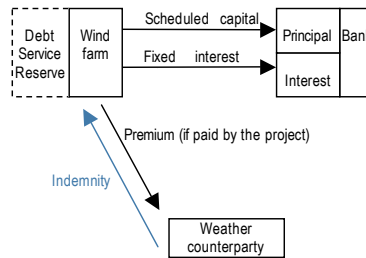 Debt
Service
Reserve
Wind
farm
Scheduled capital
Fixed interest
Principal
Interest
Premium (if paid by the project)
Indemnity
Weather
counterparty